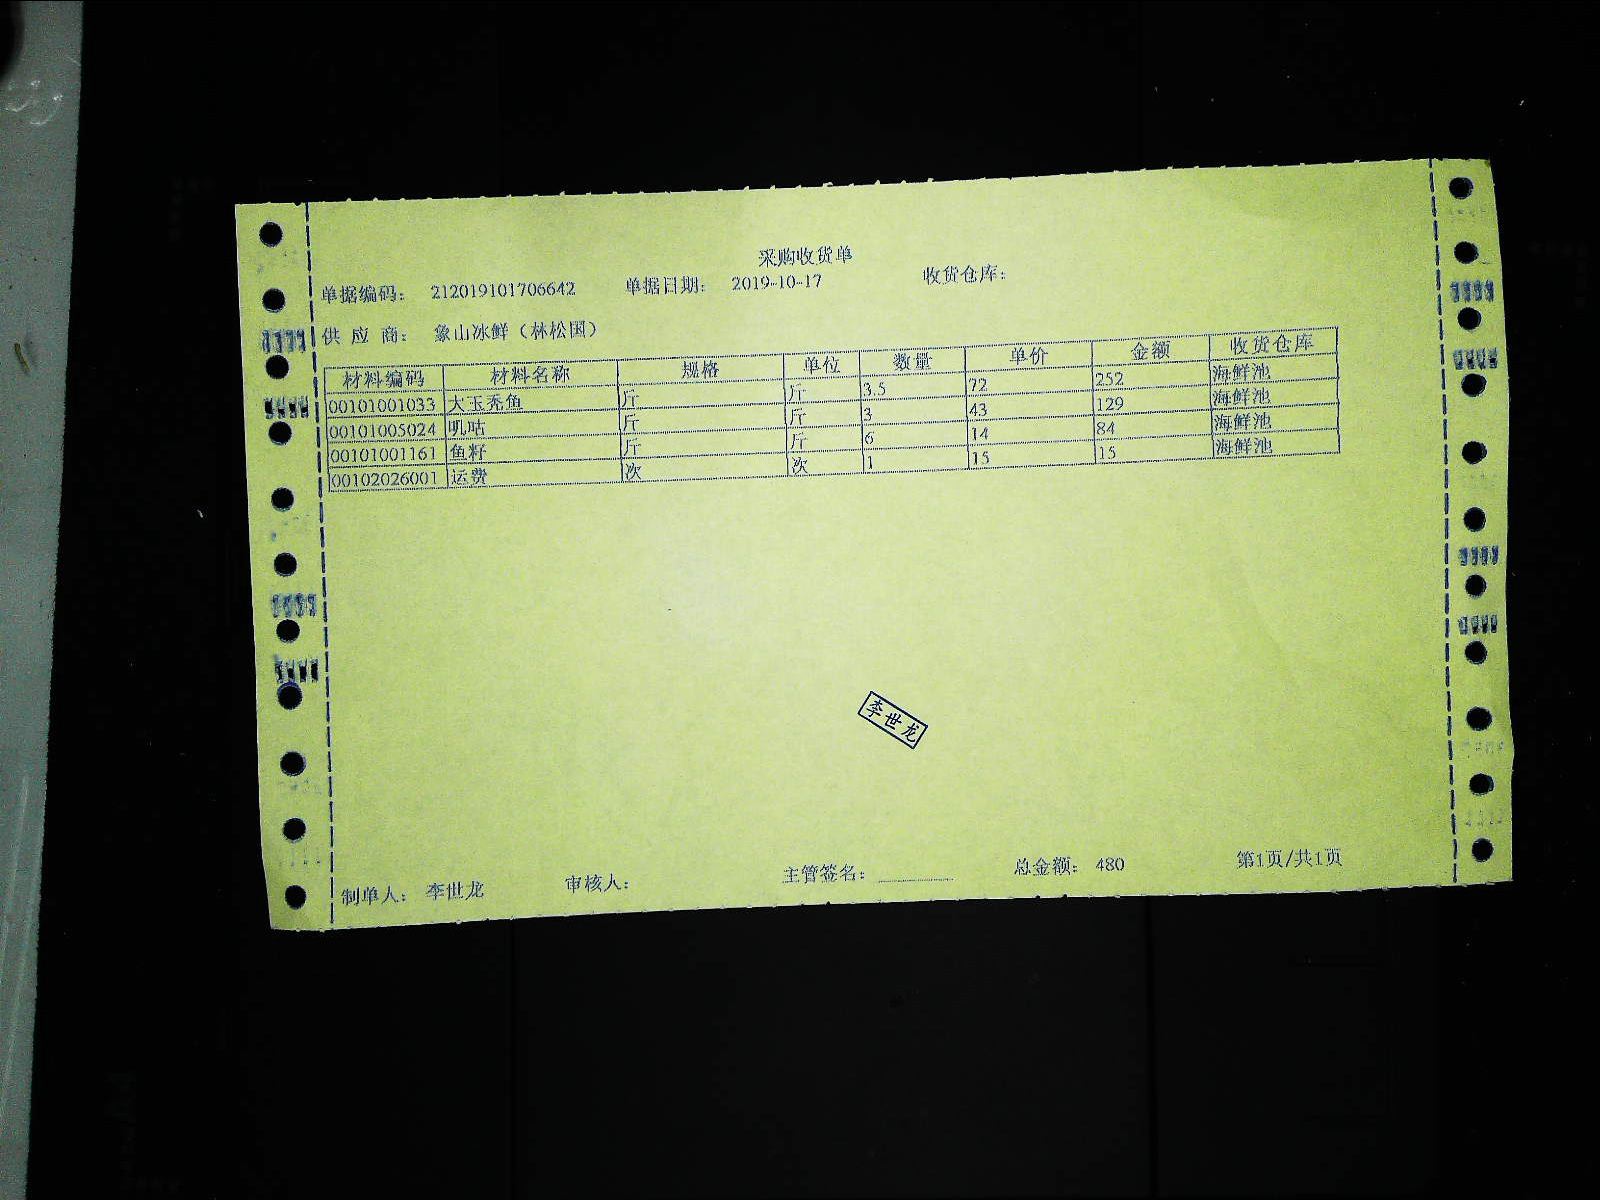 采购收货单
单据编码： 212019101706642 单据日期： 2019-10-17 收货仓库：
供 应 商： 象山冰鲜（林松国）
材料编码 材料名称 规格 单位 数量 单价 金额 收货仓库
00101001033 大玉秃鱼 斤 斤 3.5 72 252 海鲜池
00101005024 叽咕 斤 斤 3 43 129 海鲜池
00101001161 鱼籽 斤 斤 6 14 84 海鲜池
00102026001 运费 次 次 1 15 15 海鲜池
李世龙
制单人： 李世龙 审核人： 主管签名： 总金额： 480 第1页/共1页